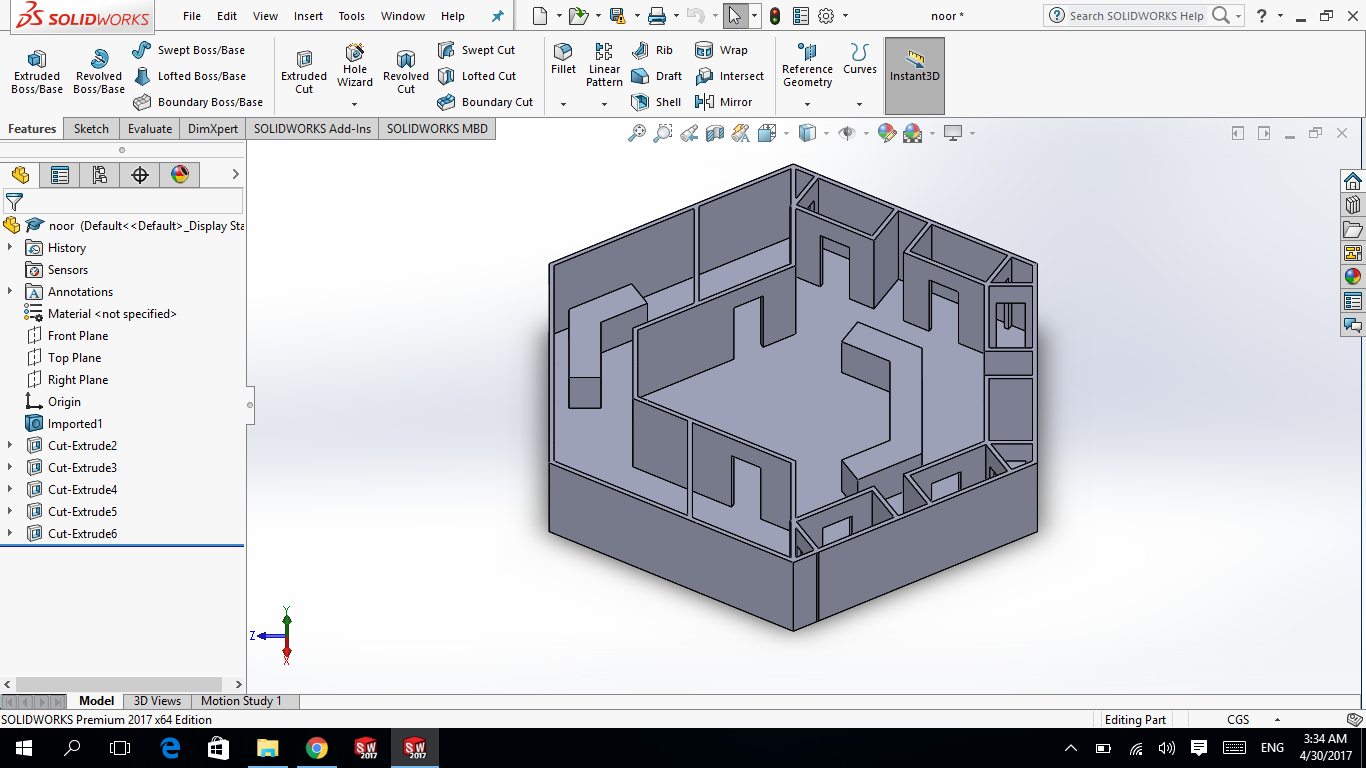 SOLIDWORKS File Edit View Insert Tools Window Help noor * Search SOLIDWORKS Help ?
Extruded Boss/Base
Revolved Boss/Base
Swept Boss/Base
Lofted Boss/Base
Boundary Boss/Base
Extruded Cut
Hole Wizard
Revolved Cut
Swept Cut
Lofted Cut
Boundary Cut
Fillet
Linear Pattern
Rib
Draft
Shell
Wrap
Intersect
Mirror
Reference Geometry
Curves
Instant3D
Features Sketch Evaluate DimXpert SOLIDWORKS Add-Ins SOLIDWORKS MBD
noor (Default<<Default>_Display Sta
History
Sensors
A Annotations
Material <not specified>
Front Plane
Top Plane
Right Plane
Origin
Imported1
Cut-Extrude2
Cut-Extrude3
Cut-Extrude4
Cut-Extrude5
Cut-Extrude6
Y
Z
X
Model 3D Views Motion Study 1
SOLIDWORKS Premium 2017 x64 Edition Editing Part CGS
SW 2017 SW 2017 ENG 3:34 AM
4/30/2017